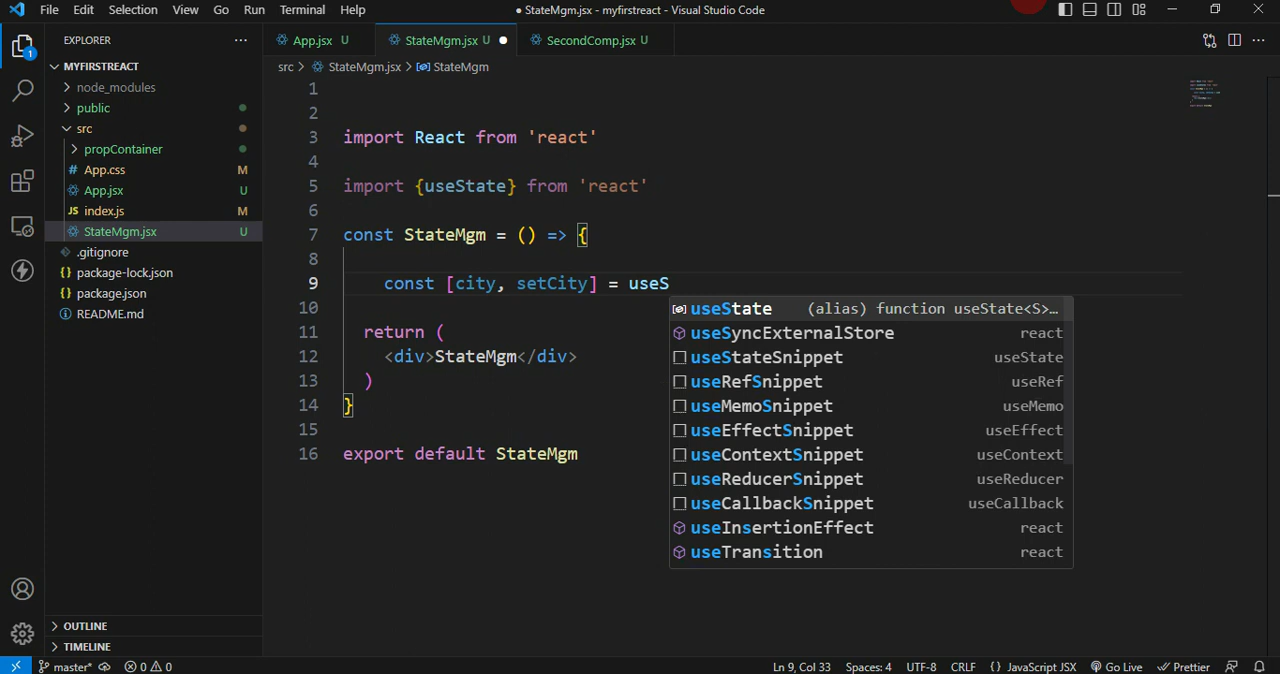 File Edit Selection View Go Run Terminal Help
● StateMgm.jsx - myfirstreact - Visual Studio Code
EXPLORER ···
App.jsx U
StateMgm.jsx U ●
SecondComp.jsx U
1
MYFIRSTREACT
node_modules
public
src
propContainer
# App.css M
App.jsx U
JS index.js M
StateMgm.jsx U
.gitignore
{} package-lock.json
{} package.json
README.md
OUTLINE
TIMELINE
src > StateMgm.jsx > StateMgm
1
2
3 import React from 'react'
4
5 import {useState} from 'react'
6
7 const StateMgm = () => {
8
9 const [city, setCity] = useS
10
11 return (
12 <div>StateMgm</div>
13 )
14 }
15
16 export default StateMgm
useState (alias) function useState<S>…
useSyncExternalStore react
useStateSnippet useState
useRefSnippet useRef
useMemoSnippet useMemo
useEffectSnippet useEffect
useContextSnippet useContext
useReducerSnippet useReducer
useCallbackSnippet useCallback
useInsertionEffect react
useTransition react
master* 0 0 Ln 9, Col 33 Spaces: 4 UTF-8 CRLF {} JavaScript JSX Go Live Prettier